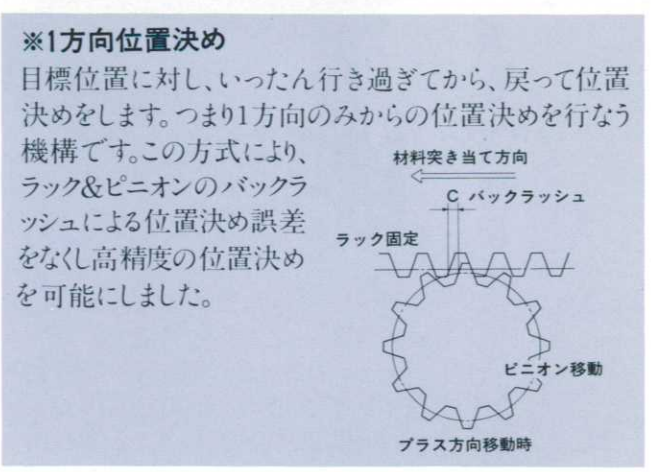 ※1方向位置決め
目標位置に対し、いったん行き過ぎてから、戻って位置
決めをします。つまり1方向のみからの位置決めを行なう
機構です。この方式により、
ラック&ピニオンのバックラ
ッシュによる位置決め誤差
をなくし高精度の位置決め
を可能にしました。
材料突き当て方向
C バックラッシュ
ラック固定
ピニオン移動
プラス方向移動時